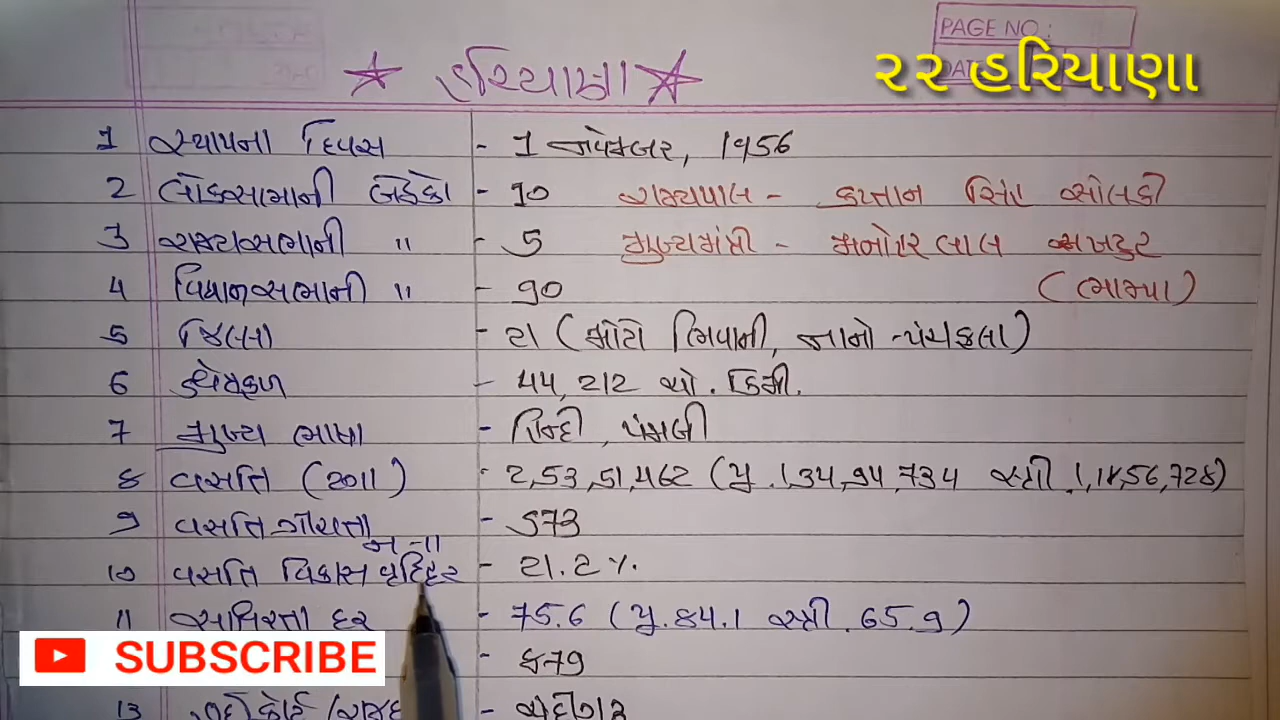 PAGE NO.:
DATE
૨૨ હરિયાણા
હરિયાણા
1 સ્થાપના દિવસ - 1 નવેમ્બર, 1956
2 લોકસભાની બેઠકો - 10 રાજ્યપાલ - કપ્તાન સિંહ સોલંકી
3 રાજ્યસભાની " - 5 મુખ્યમંત્રી - મનોહર લાલ ખટ્ટર
4 વિધાનસભાની " - 90 (ભાજપ)
5 જિલ્લા - 21 (મોટો ભિવાની, નાનો - પંચકુલા)
6 ક્ષેત્રફળ - 44,212 ચો. કિમી.
7 મુખ્ય ભાષા - હિન્દી, પંજાબી
8 વસતિ (2011) - 2,53,51,462 (પુ. 1,34,94,734 સ્ત્રી. 1,18,56,728)
9 વસતિ ગીચતા - 573
10 વસતિ વિકાસ વૃદ્ધિદર - 21.2 %.
11 સાક્ષરતા દર - 75.6 (પુ. 84.1 સ્ત્રી. 65.9)
SUBSCRIBE - 879
13 - ચંદીગઢ